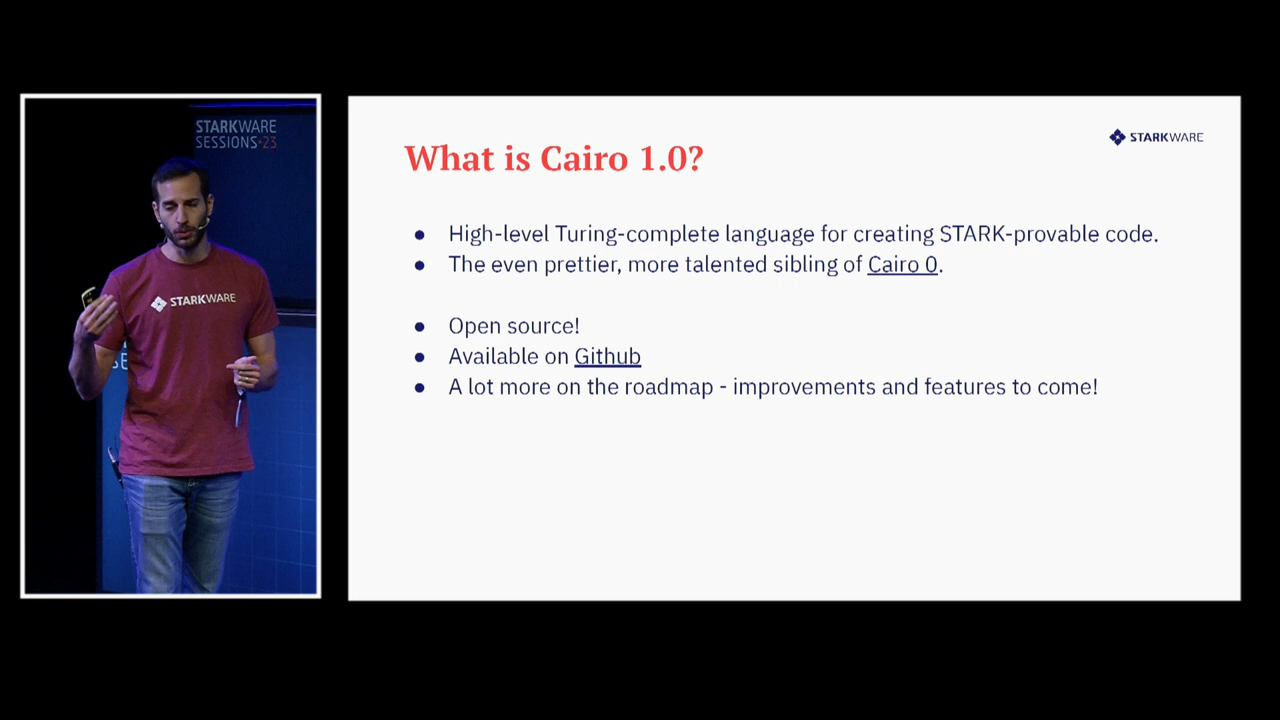 STARKWARE
SESSIONS·23
STARKWARE
SE
What is Cairo 1.0?
STARKWARE
● High-level Turing-complete language for creating STARK-provable code.
● The even prettier, more talented sibling of Cairo 0.
● Open source!
● Available on Github
● A lot more on the roadmap - improvements and features to come!